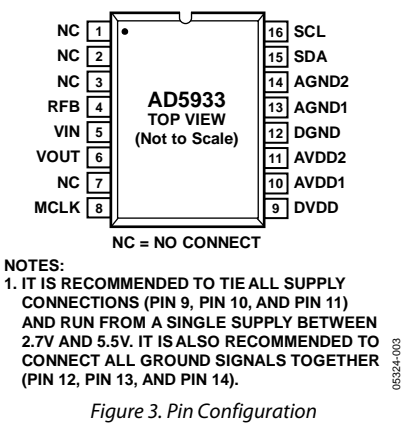 NC 1 16 SCL
NC 2 15 SDA
NC 3 14 AGND2
RFB 4 13 AGND1
VIN 5 12 DGND
VOUT 6 11 AVDD2
NC 7 10 AVDD1
MCLK 8 9 DVDD
AD5933
TOP VIEW
(Not to Scale)
NC = NO CONNECT
NOTES:
1. IT IS RECOMMENDED TO TIE ALL SUPPLY
CONNECTIONS (PIN 9, PIN 10, AND PIN 11)
AND RUN FROM A SINGLE SUPPLY BETWEEN
2.7V AND 5.5V. IT IS ALSO RECOMMENDED TO
CONNECT ALL GROUND SIGNALS TOGETHER
(PIN 12, PIN 13, AND PIN 14).
05324-003
Figure 3. Pin Configuration